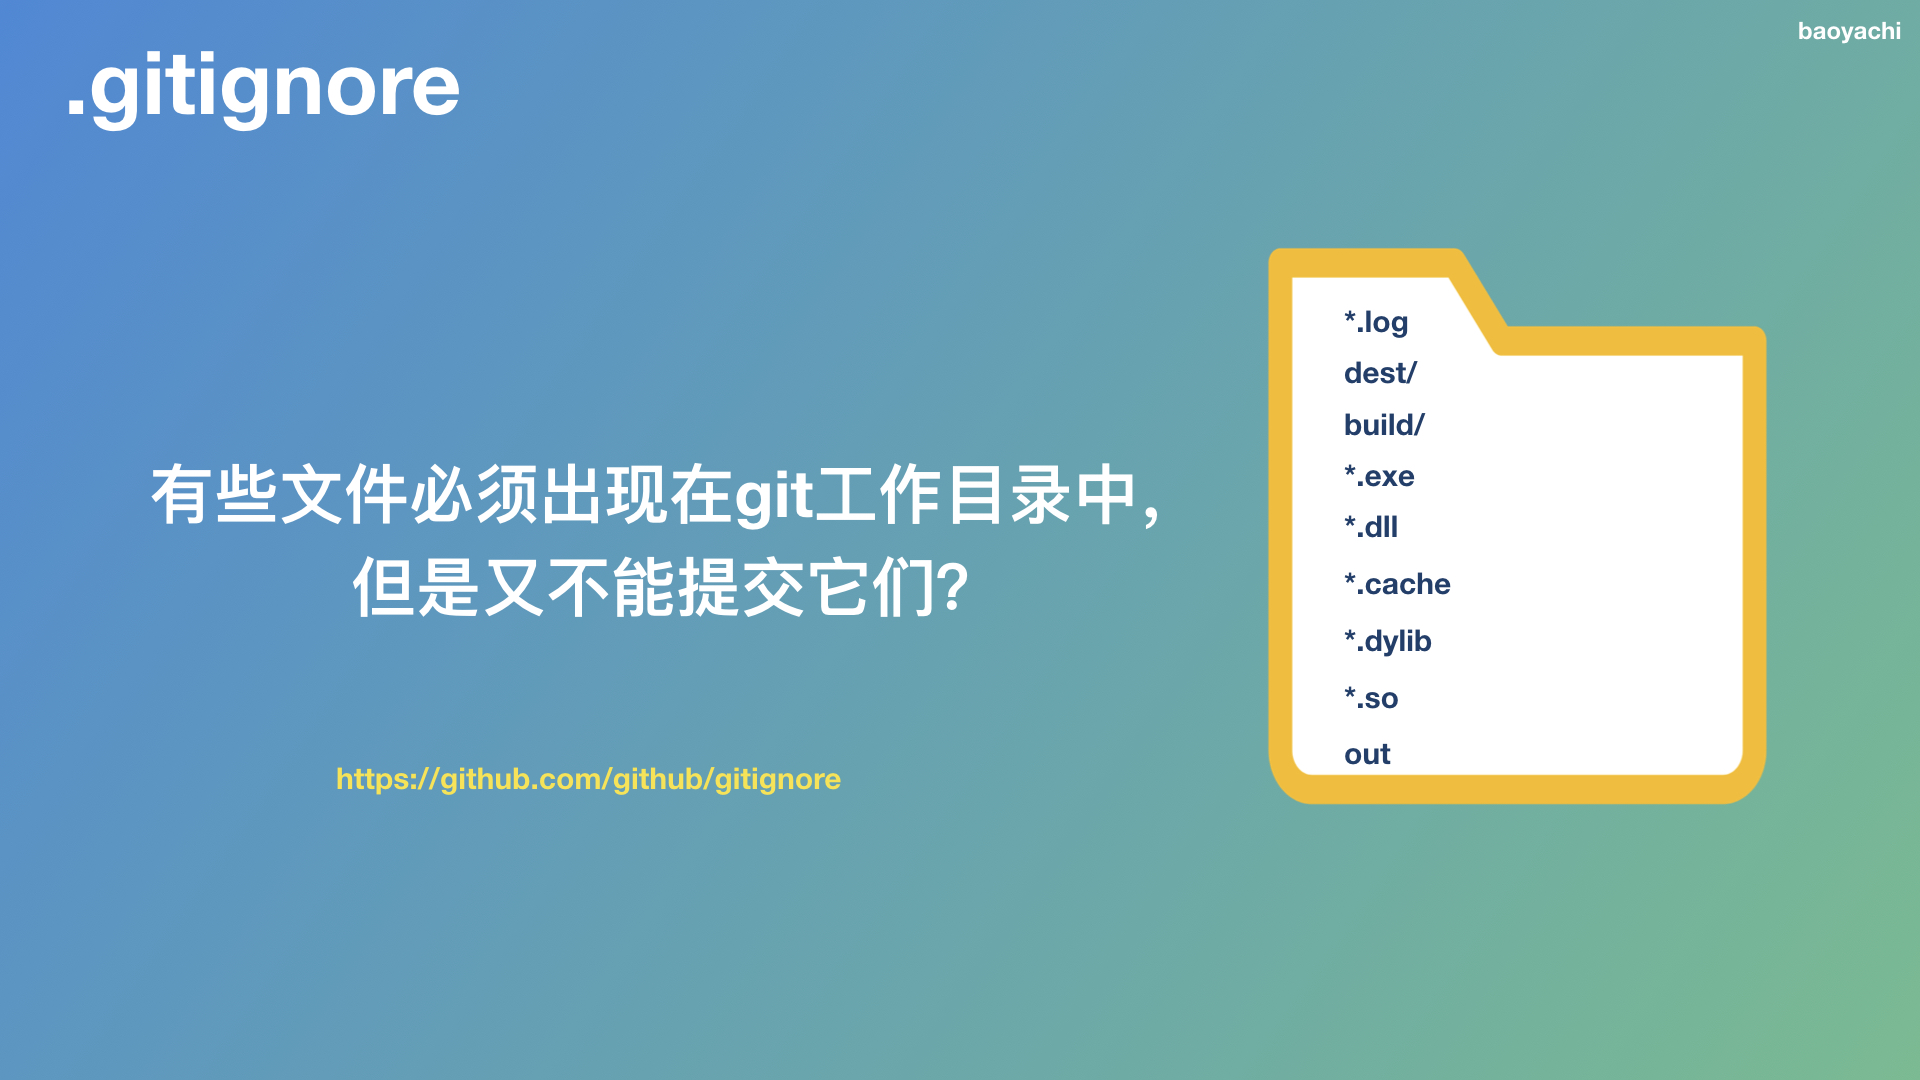 baoyachi
.gitignore
有些文件必须出现在git工作目录中，
但是又不能提交它们？
https://github.com/github/gitignore
*.log
dest/
build/
*.exe
*.dll
*.cache
*.dylib
*.so
out